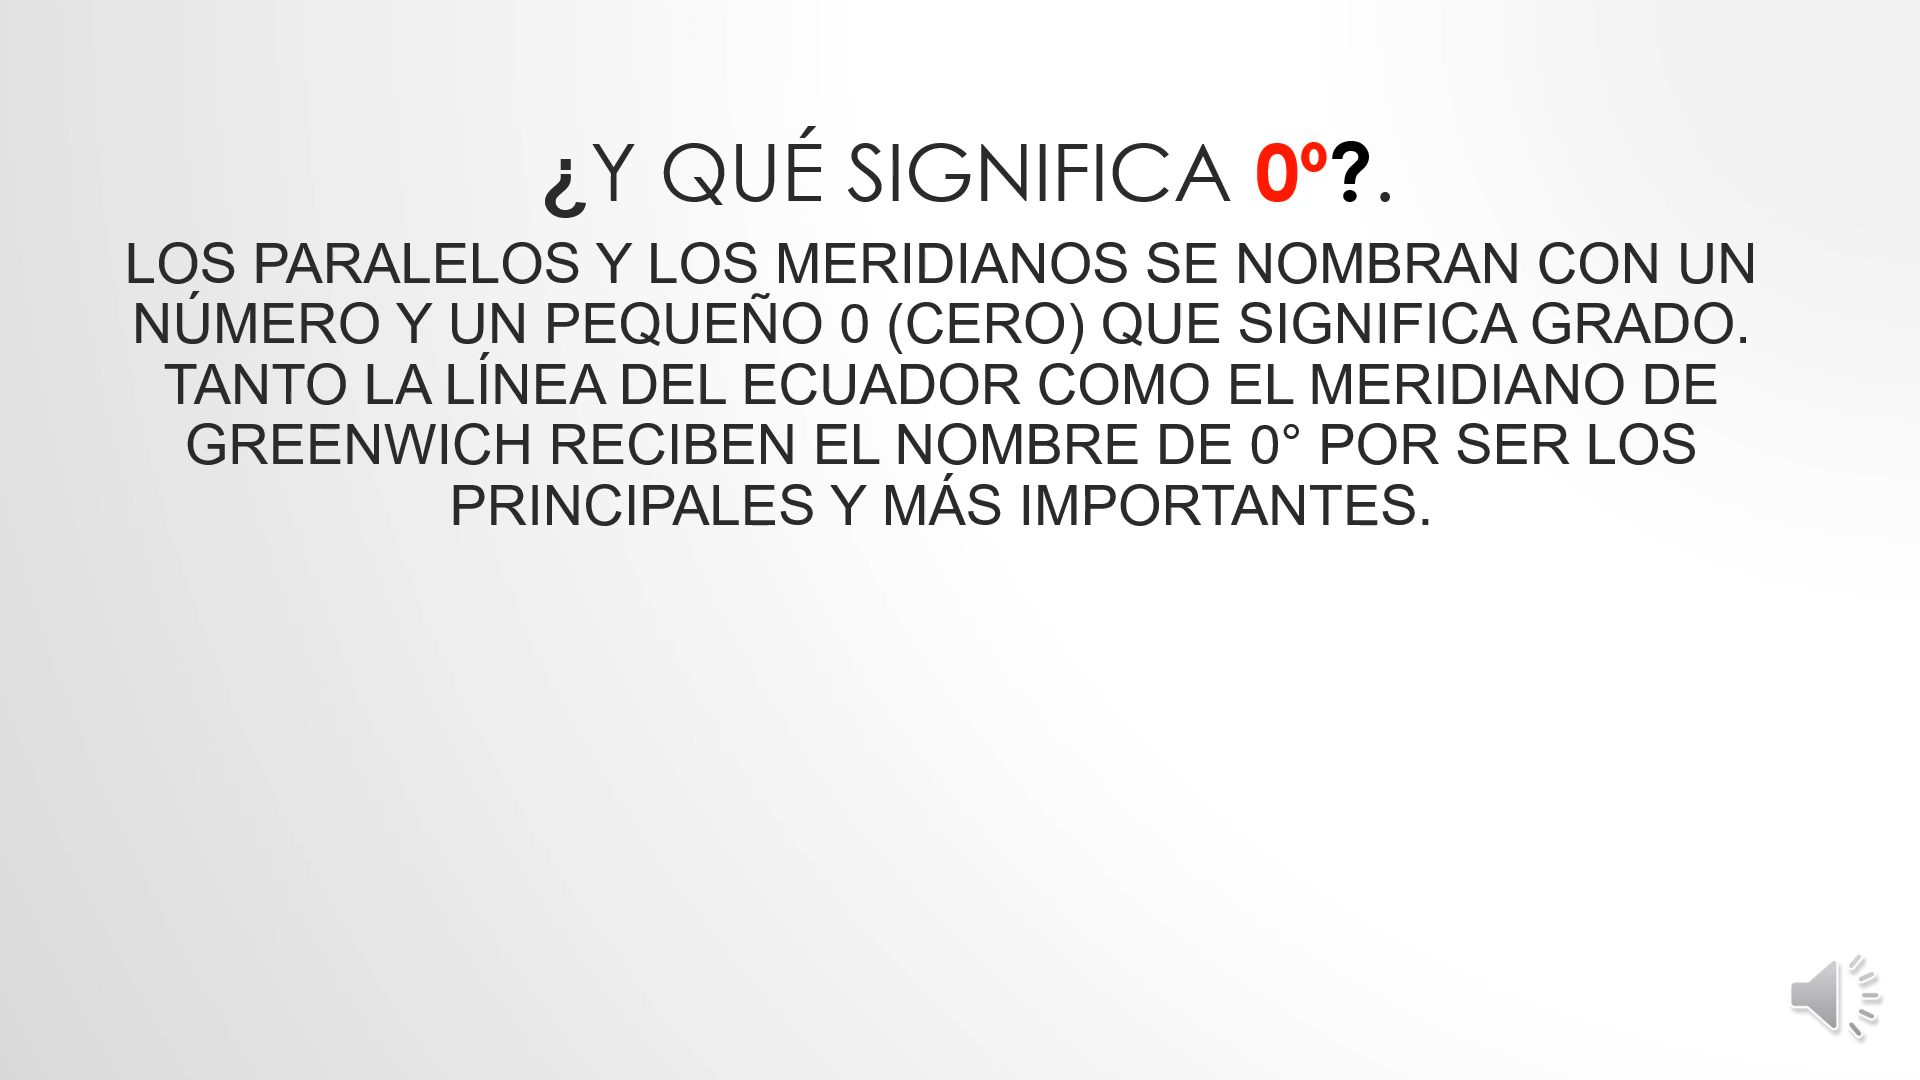 ¿Y QUÉ SIGNIFICA 0º?.
LOS PARALELOS Y LOS MERIDIANOS SE NOMBRAN CON UN
NÚMERO Y UN PEQUEÑO 0 (CERO) QUE SIGNIFICA GRADO.
TANTO LA LÍNEA DEL ECUADOR COMO EL MERIDIANO DE
GREENWICH RECIBEN EL NOMBRE DE 0° POR SER LOS
PRINCIPALES Y MÁS IMPORTANTES.